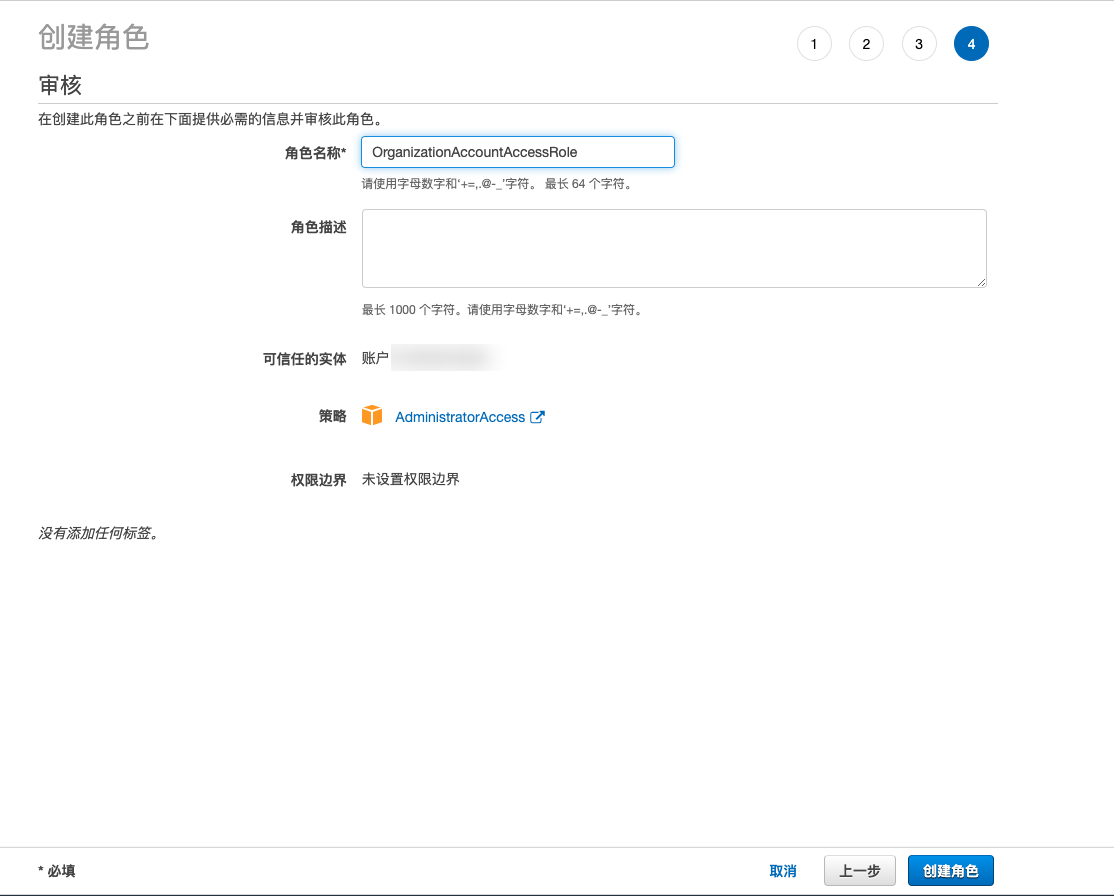 创建角色
1 2 3 4
审核
在创建此角色之前在下面提供必需的信息并审核此角色。
角色名称* OrganizationAccountAccessRole
请使用字母数字和‘+=,.@-_’字符。 最长 64 个字符。
角色描述
最长 1000 个字符。请使用字母数字和‘+=,.@-_’字符。
可信任的实体 账户
策略 AdministratorAccess
权限边界 未设置权限边界
没有添加任何标签。
* 必填 取消 上一步 创建角色